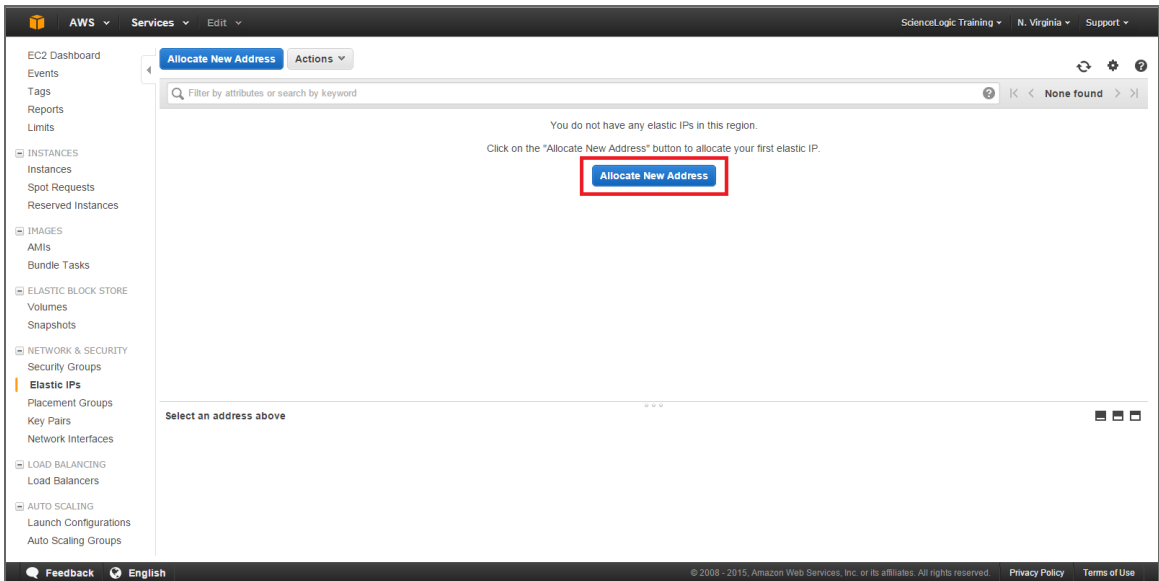 AWS Services Edit ScienceLogic Training N. Virginia Support
EC2 Dashboard
Events
Tags
Reports
Limits
INSTANCES
Instances
Spot Requests
Reserved Instances
IMAGES
AMIs
Bundle Tasks
ELASTIC BLOCK STORE
Volumes
Snapshots
NETWORK & SECURITY
Security Groups
Elastic IPs
Placement Groups
Key Pairs
Network Interfaces
LOAD BALANCING
Load Balancers
AUTO SCALING
Launch Configurations
Auto Scaling Groups
Allocate New Address Actions
Filter by attributes or search by keyword None found
You do not have any elastic IPs in this region.
Click on the "Allocate New Address" button to allocate your first elastic IP.
Allocate New Address
Select an address above
Feedback English © 2008 - 2015, Amazon Web Services, Inc. or its affiliates. All rights reserved. Privacy Policy Terms of Use